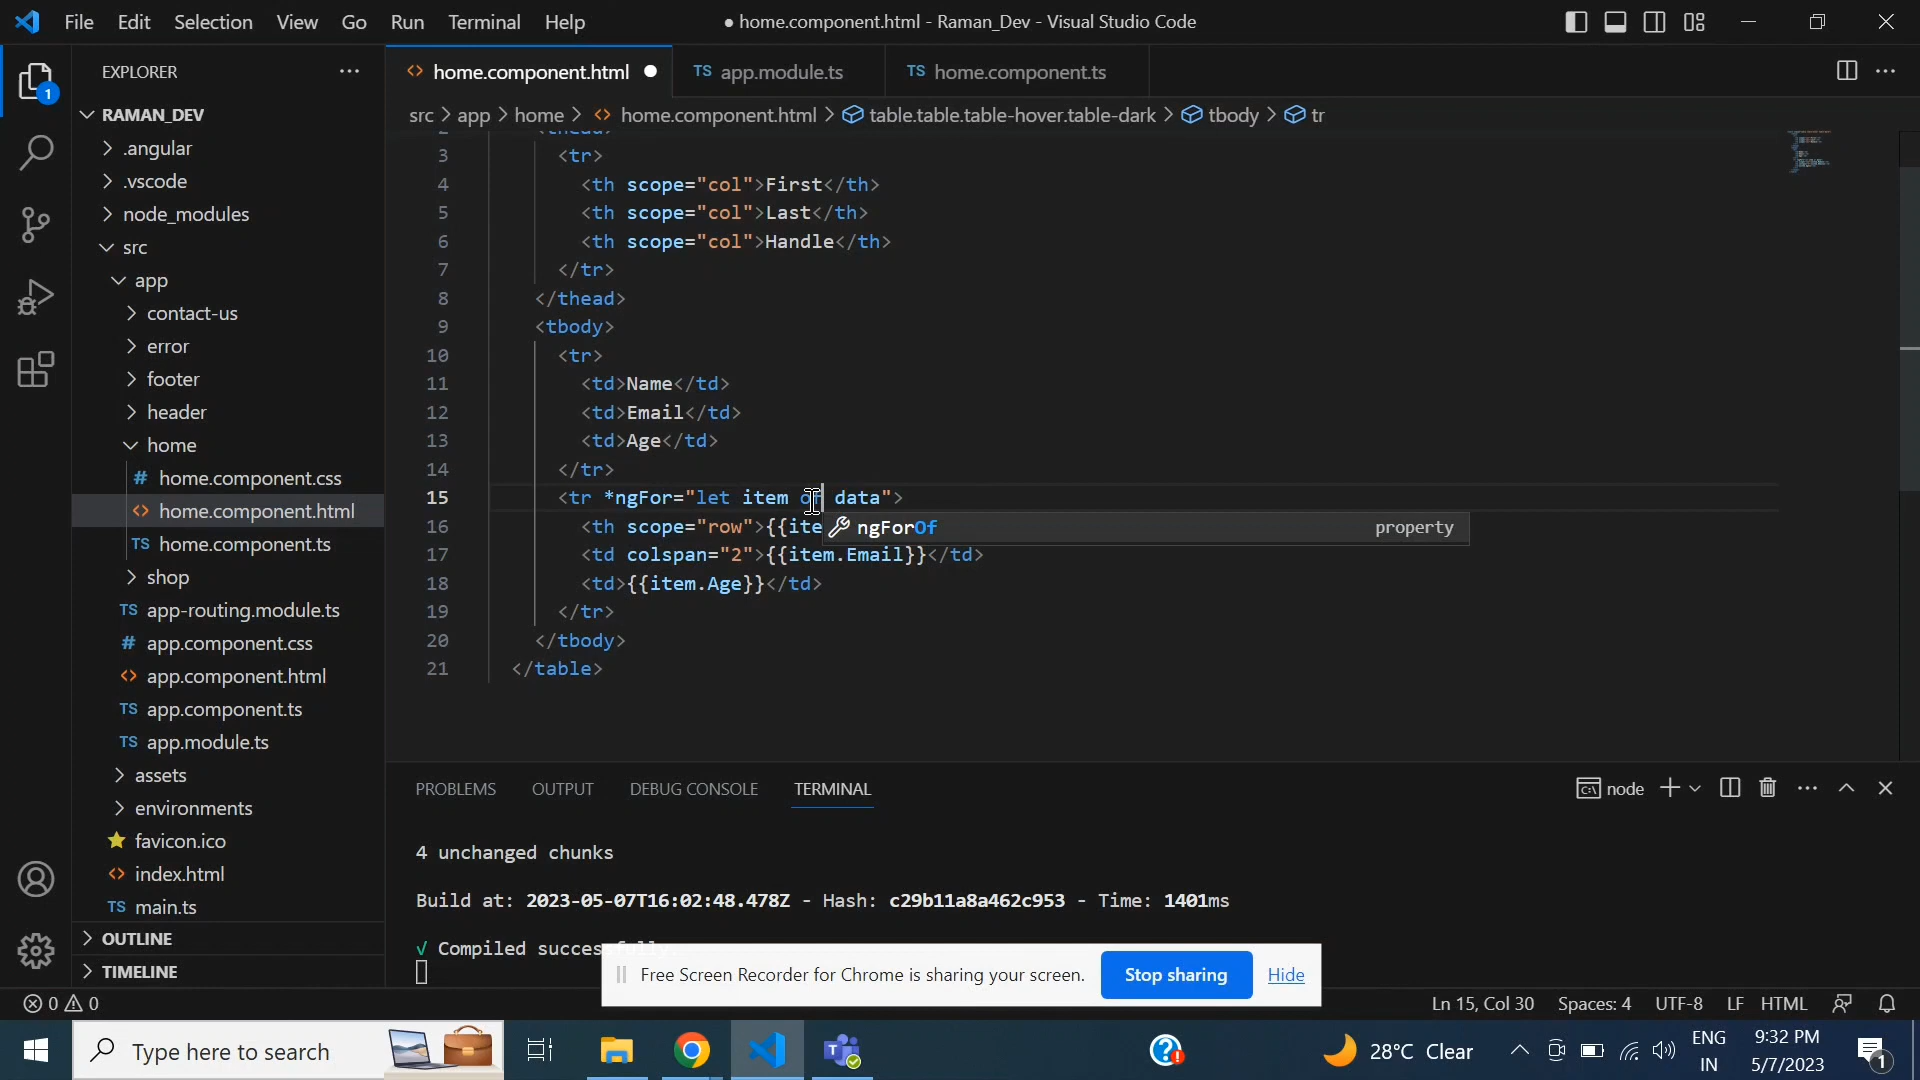 File Edit Selection View Go Run Terminal Help
● home.component.html - Raman_Dev - Visual Studio Code
1
EXPLORER
RAMAN_DEV
.angular
.vscode
node_modules
src
app
contact-us
error
footer
header
home
# home.component.css
<> home.component.html
TS home.component.ts
shop
TS app-routing.module.ts
# app.component.css
<> app.component.html
TS app.component.ts
TS app.module.ts
assets
environments
favicon.ico
<> index.html
TS main.ts
OUTLINE
TIMELINE
<> home.component.html ●
TS app.module.ts
TS home.component.ts
src > app > home > <> home.component.html > table.table.table-hover.table-dark > tbody > tr
3 <tr>
4 <th scope="col">First</th>
5 <th scope="col">Last</th>
6 <th scope="col">Handle</th>
7 </tr>
8 </thead>
9 <tbody>
10 <tr>
11 <td>Name</td>
12 <td>Email</td>
13 <td>Age</td>
14 </tr>
15 <tr *ngFor="let item of data">
16 <th scope="row">{{ite
ngForOf property
17 <td colspan="2">{{item.Email}}</td>
18 <td>{{item.Age}}</td>
19 </tr>
20 </tbody>
21 </table>
PROBLEMS OUTPUT DEBUG CONSOLE TERMINAL
node
4 unchanged chunks
Build at: 2023-05-07T16:02:48.478Z - Hash: c29b11a8a462c953 - Time: 1401ms
√ Compiled succes
Free Screen Recorder for Chrome is sharing your screen.
Stop sharing
Hide
0 0
Ln 15, Col 30 Spaces: 4 UTF-8 LF HTML
Type here to search
28°C Clear
ENG
IN
9:32 PM
5/7/2023
1